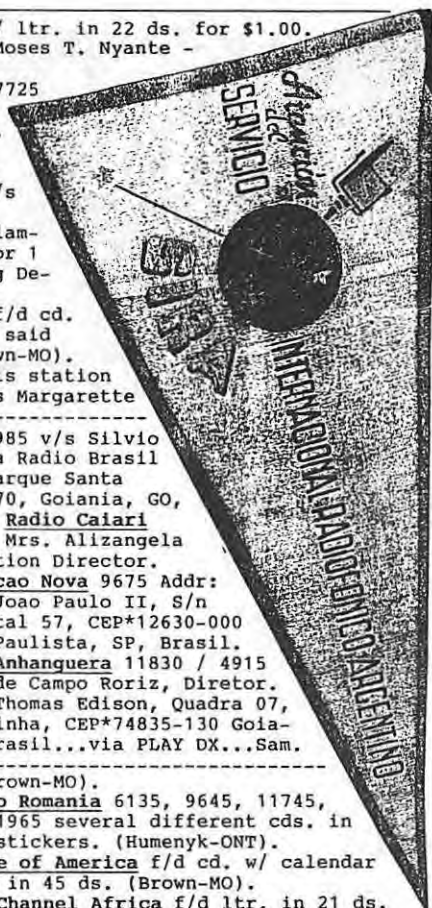 / ltr. in 22 ds. for $1.00.
Moses T. Nyante -
7725
/s
lam-
or 1
g De-
f/d cd.
said
wn-MO).
is station
s Margarette
985 v/s Silvio
a Radio Brasil
arque Santa
70, Goiania, GO,
Radio Caiari
Mrs. Alizangela
tion Director.
cao Nova 9675 Addr:
Joao Paulo II, S/n
tal 57, CEP*12630-000
Paulista, SP, Brasil.
Anhanguera 11830 / 4915
de Campo Roriz, Diretor.
Thomas Edison, Quadra 07,
inha, CEP*74835-130 Goia-
rasil...via PLAY DX...Sam.
rown-MO).
o Romania 6135, 9645, 11745,
1965 several different cds. in
stickers. (Humenyk-ONT).
e of America f/d cd. w/ calendar
in 45 ds. (Brown-MO).
Channel Africa f/d ltr. in 21 ds.
Atención
del
SERVICIO
INTERNACIONAL RADIOFONICO ARGENTINO
SIRA